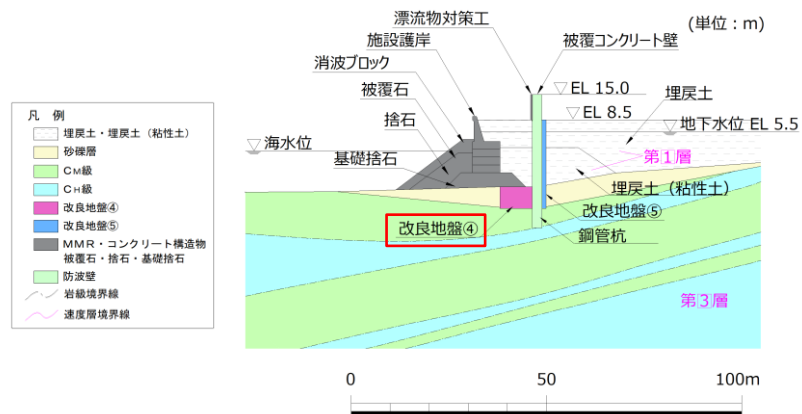 漂流物対策工
(単位：m)
施設護岸
被覆コンクリート壁
消波ブロック
EL 15.0
埋戻土
被覆石
EL 8.5
凡 例
地下水位 EL 5.5
埋戻土・埋戻土（粘性土）
捨石
海水位
砂礫層
第1層
基礎捨石
CM級
CH級
埋戻土（粘性土）
改良地盤④
改良地盤⑤
改良地盤⑤
改良地盤④
鋼管杭
MMR・コンクリート構造物
被覆石・捨石・基礎捨石
防波壁
岩級境界線
第3層
速度層境界線
0
50
100m